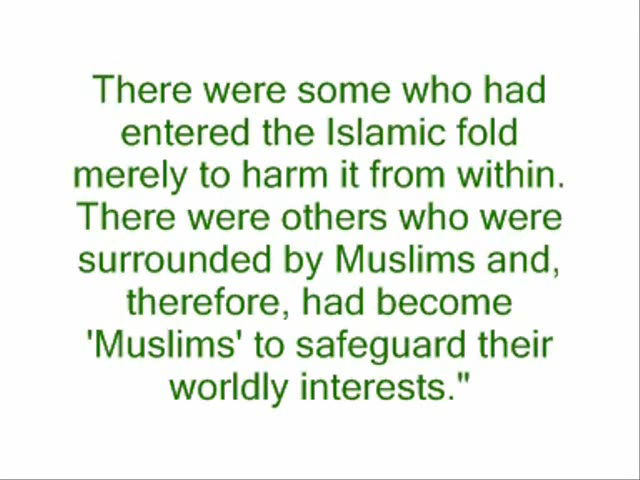 There were some who had
entered the Islamic fold
merely to harm it from within.
There were others who were
surrounded by Muslims and,
therefore, had become
'Muslims' to safeguard their
worldly interests."